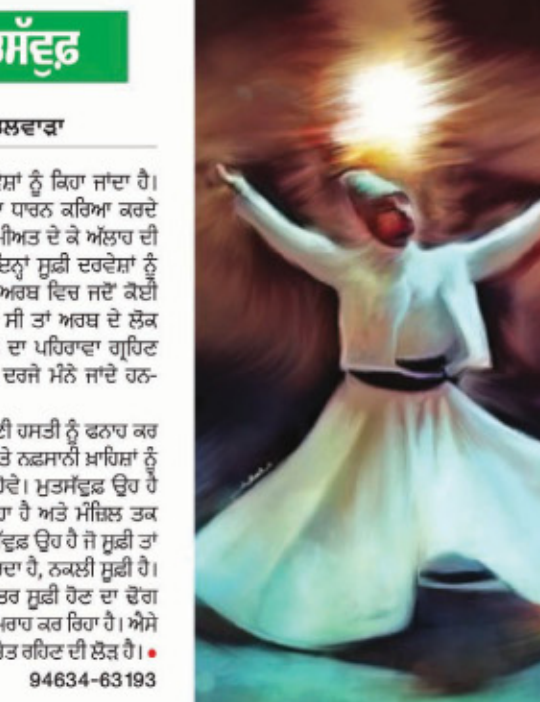 ਸੱਵੁਫ਼
ਲਵਾੜਾ
ਸ਼ਾਂ ਨੂੰ ਕਿਹਾ ਜਾਂਦਾ ਹੈ।
ਾ ਧਾਰਨ ਕਰਿਆ ਕਰਦੇ
ਮੀਅਤ ਦੇ ਕੇ ਅੱਲਾਹ ਦੀ
ਇਨ੍ਹਾਂ ਸੂਫ਼ੀ ਦਰਵੇਸ਼ਾਂ ਨੂੰ
ਅਰਬ ਵਿਚ ਜਦੋਂ ਕੋਈ
ਸੀ ਤਾਂ ਅਰਬ ਦੇ ਲੋਕ
ਦਾ ਪਹਿਰਾਵਾ ਗ੍ਰਹਿਣ
ਦਰਜੇ ਮੰਨੇ ਜਾਂਦੇ ਹਨ-
ਣੀ ਹਸਤੀ ਨੂੰ ਫਨਾਹ ਕਰ
ਤੇ ਨਫ਼ਸਾਨੀ ਖ਼ਾਹਿਸ਼ਾਂ ਨੂੰ
ਹੋਵੇ। ਮੁਤਸੱਵੁਫ਼ ਉਹ ਹੈ
ਹਾ ਹੈ ਅਤੇ ਮੰਜ਼ਿਲ ਤਕ
ੱਵੁਫ਼ ਉਹ ਹੈ ਜੋ ਸੂਫ਼ੀ ਤਾਂ
ਦਾ ਹੈ, ਨਕਲੀ ਸੂਫ਼ੀ ਹੈ।
ਤਰ ਸੂਫ਼ੀ ਹੋਣ ਦਾ ਢੋਂਗ
ਮਰਾਹ ਕਰ ਰਿਹਾ ਹੈ। ਐਸੇ
ਚੇਤ ਰਹਿਣ ਦੀ ਲੋੜ ਹੈ। •
94634-63193